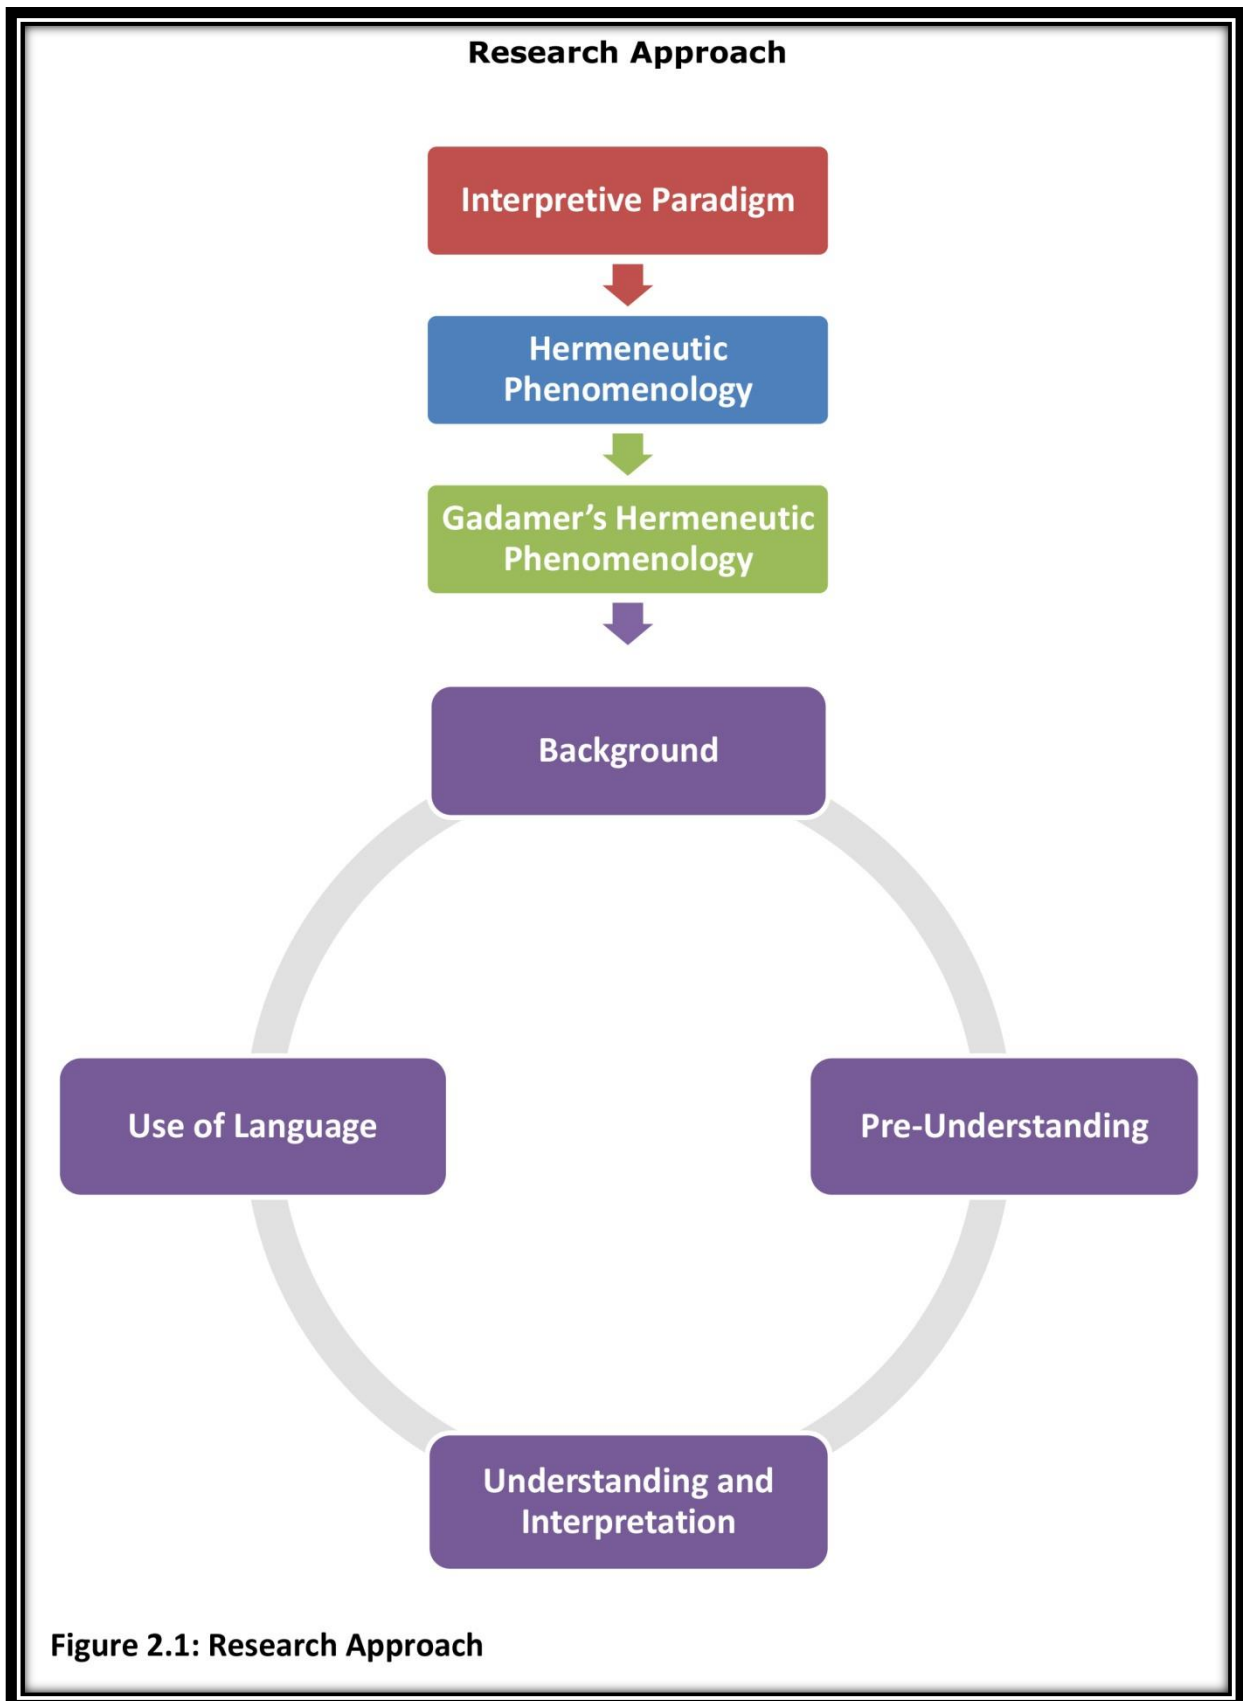 Research Approach
Interpretive Paradigm
Hermeneutic
Phenomenology
Gadamer’s Hermeneutic
Phenomenology
Background
Use of Language
Pre-Understanding
Understanding and
Interpretation
Figure 2.1: Research Approach